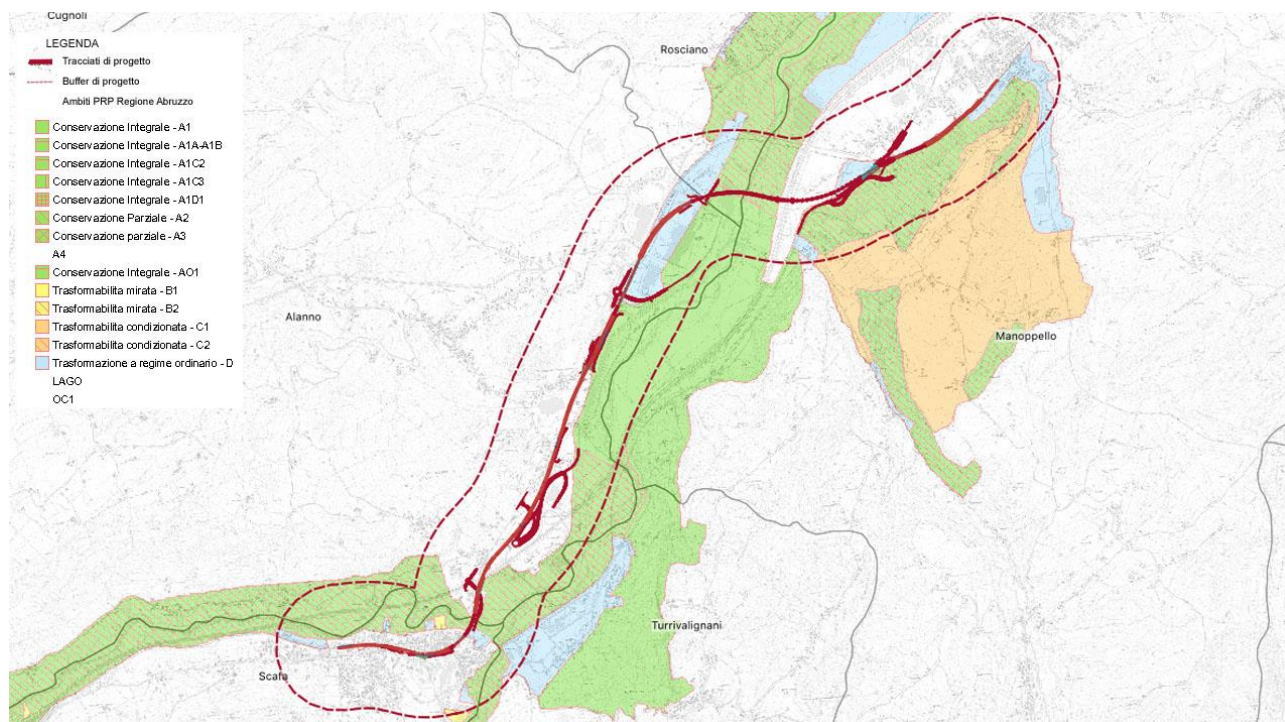 Cugnoli
LEGENDA
Tracciati di progetto
Buffer di progetto
Ambiti PRP Regione Abruzzo
Conservazione Integrale - A1
Conservazione Integrale - A1A-A1B
Conservazione Integrale - A1C2
Conservazione Integrale - A1C3
Conservazione Integrale - A1D1
Conservazione Parziale - A2
Conservazione parziale - A3
A4
Conservazione Integrale - AO1
Trasformabilita mirata - B1
Trasformabilita mirata - B2
Trasformabilita condizionata - C1
Trasformabilita condizionata - C2
Trasformazione a regime ordinario - D
LAGO
OC1
Rosciano
Alanno
Manoppello
Turrivalignani
Scafa